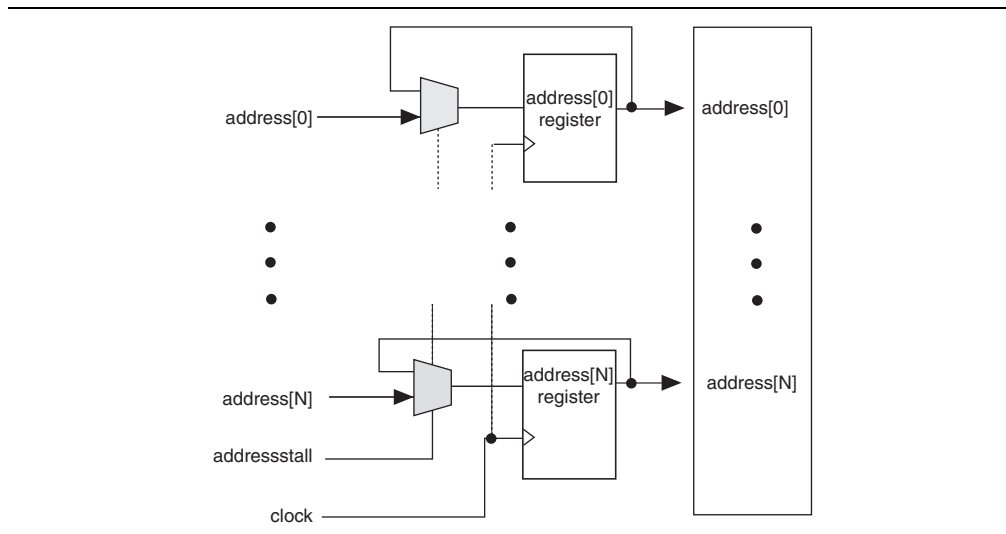 address[0]
address[0]
register
address[0]
address[N]
address[N]
register
address[N]
addressstall
clock